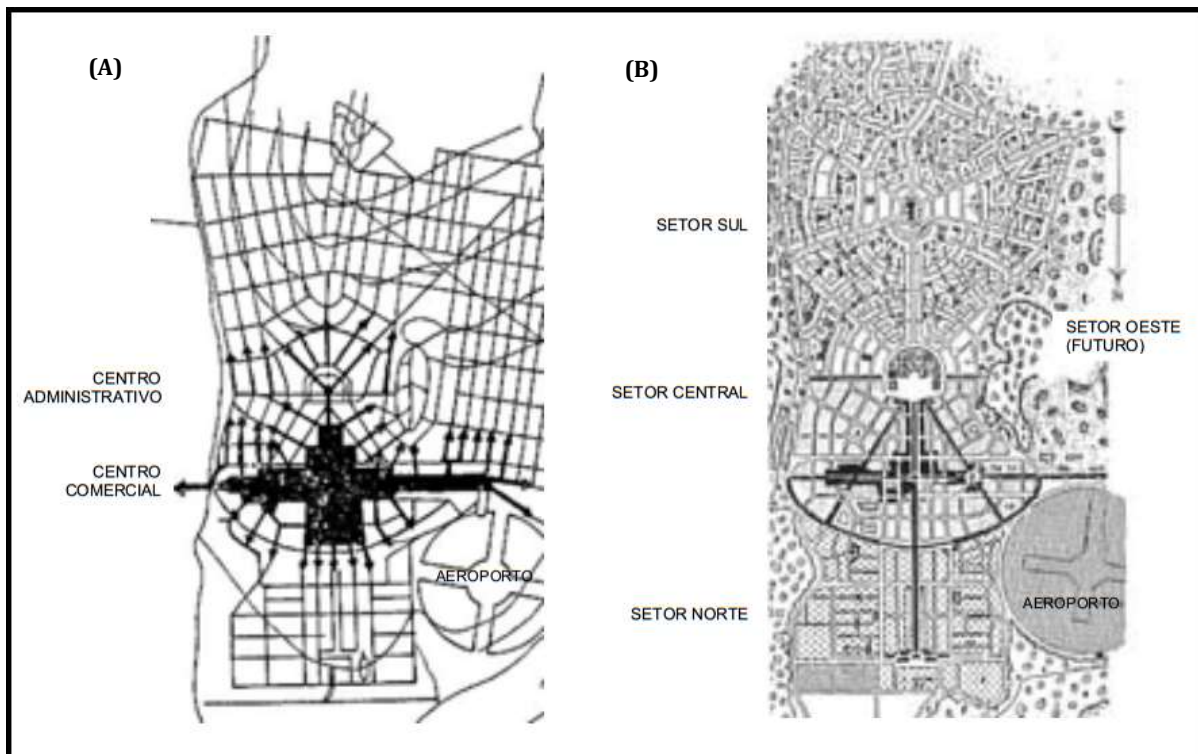 (A)
CENTRO
ADMINISTRATIVO
CENTRO
COMERCIAL
AEROPORTO
(B)
SETOR SUL
SETOR OESTE
(FUTURO)
SETOR CENTRAL
SETOR NORTE
AEROPORTO